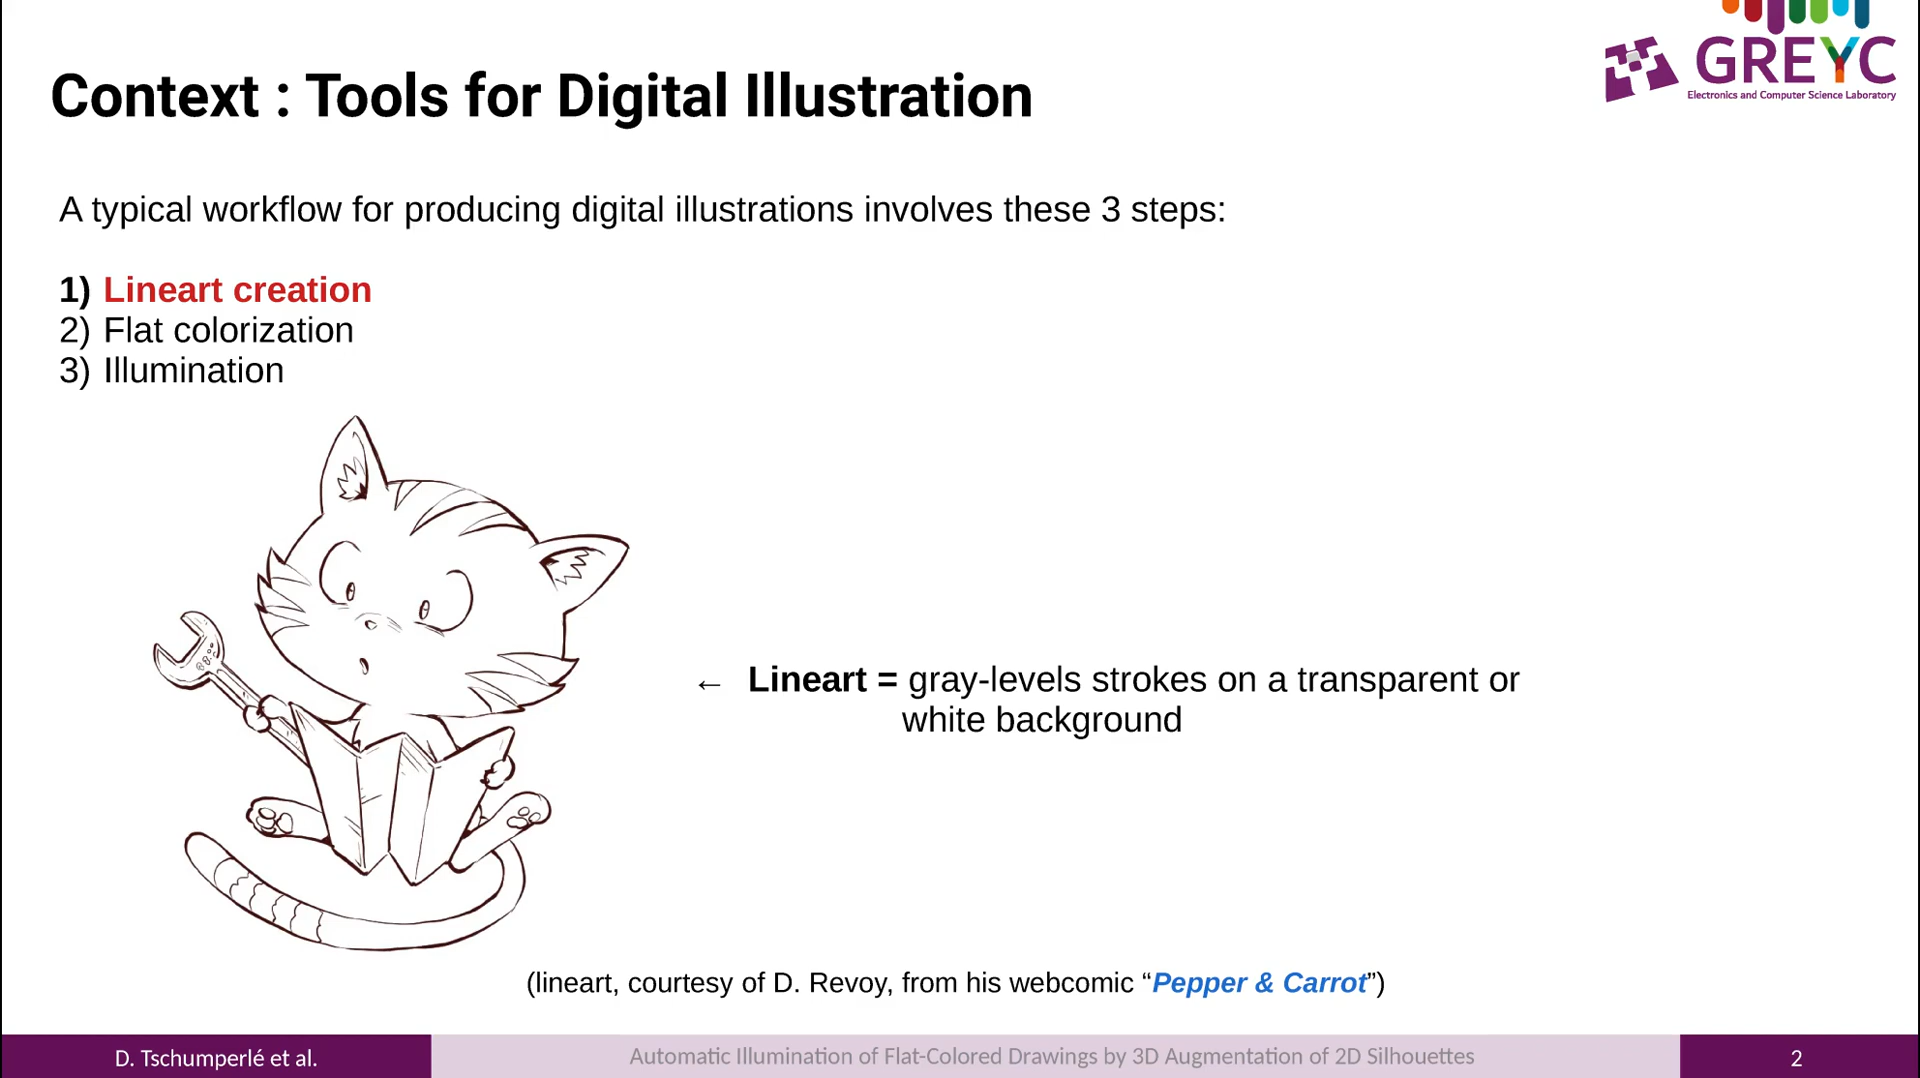 GREYC
Electronics and Computer Science Laboratory
Context : Tools for Digital Illustration
A typical workflow for producing digital illustrations involves these 3 steps:
1) Lineart creation
2) Flat colorization
3) Illumination
← Lineart = gray-levels strokes on a transparent or
white background
(lineart, courtesy of D. Revoy, from his webcomic “Pepper & Carrot”)
D. Tschumperlé et al.
Automatic Illumination of Flat-Colored Drawings by 3D Augmentation of 2D Silhouettes
2